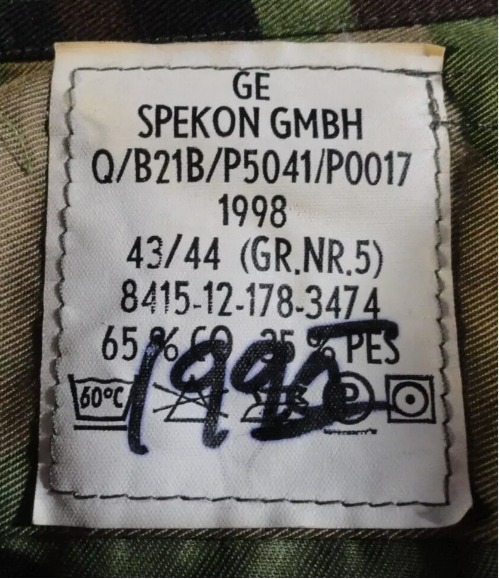 GE
SPEKON GMBH
Q/B21B/P5041/P0017
1998
43/44 (GR.NR.5)
8415-12-178-3474
65 % CO 35 % PES
60°C P